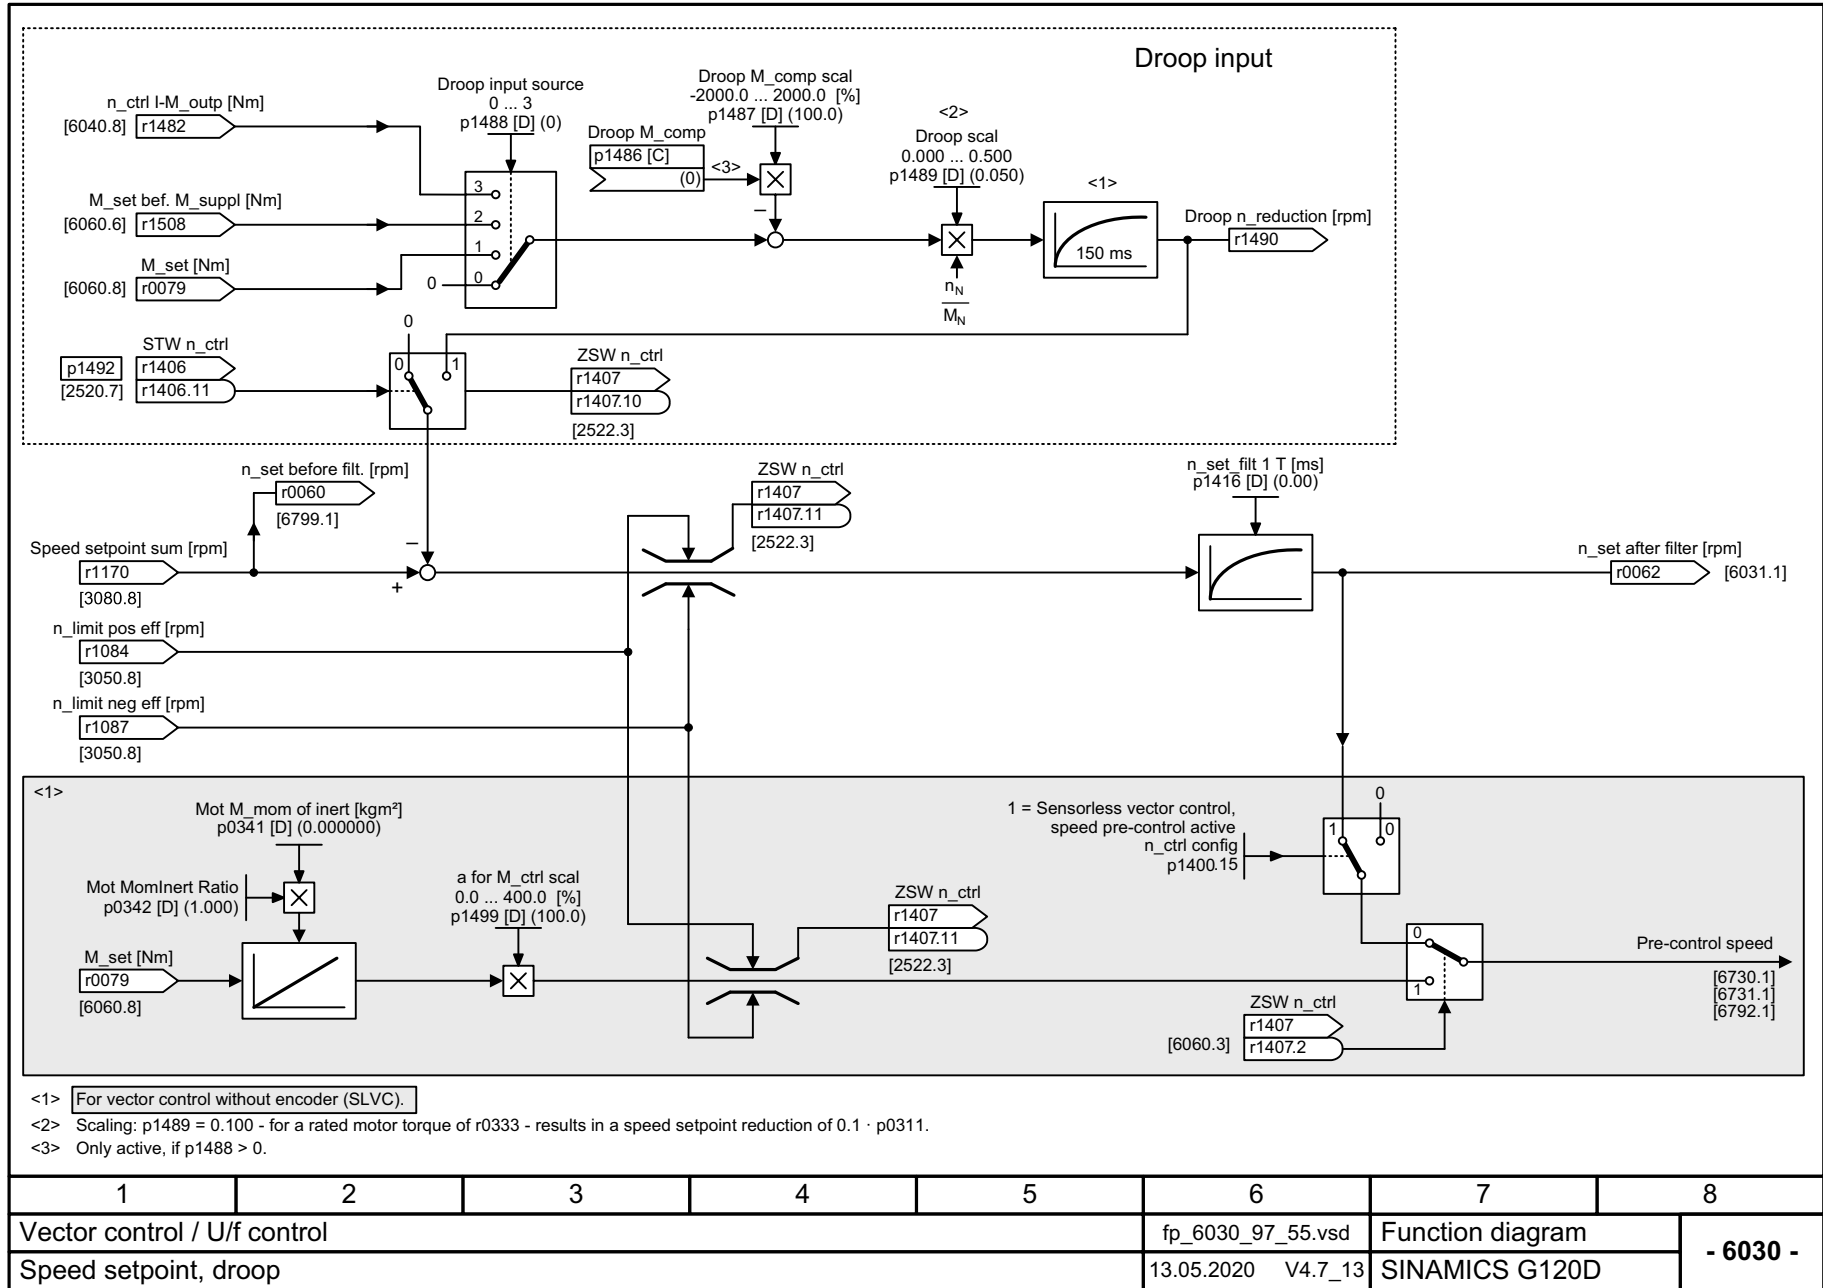 Droop input
n_ctrl I-M_outp [Nm]
[6040.8] r1482
Droop input source
0 ... 3
p1488 [D] (0)
Droop M_comp scal
-2000.0 ... 2000.0 [%]
p1487 [D] (100.0)
Droop M_comp
p1486 [C]
(0)
<3>
<2>
Droop scal
0.000 ... 0.500
p1489 [D] (0.050)
<1>
M_set bef. M_suppl [Nm]
[6060.6] r1508
M_set [Nm]
[6060.8] r0079
3
2
1
0 0
–
150 ms
nN
MN
Droop n_reduction [rpm]
r1490
STW n_ctrl
p1492 r1406
[2520.7] r1406.11
0
0 1
ZSW n_ctrl
r1407
r1407.10
[2522.3]
n_set before filt. [rpm]
r0060
[6799.1]
ZSW n_ctrl
r1407
r1407.11
[2522.3]
n_set_filt 1 T [ms]
p1416 [D] (0.00)
Speed setpoint sum [rpm]
r1170
[3080.8]
–
+
n_set after filter [rpm]
r0062 [6031.1]
n_limit pos eff [rpm]
r1084
[3050.8]
n_limit neg eff [rpm]
r1087
[3050.8]
<1>
Mot M_mom of inert [kgm²]
p0341 [D] (0.000000)
Mot MomInert Ratio
p0342 [D] (1.000)
a for M_ctrl scal
0.0 ... 400.0 [%]
p1499 [D] (100.0)
M_set [Nm]
r0079
[6060.8]
ZSW n_ctrl
r1407
r1407.11
[2522.3]
1 = Sensorless vector control,
speed pre-control active
n_ctrl config
p1400.15
0
1 0
0
1
Pre-control speed
[6730.1]
[6731.1]
[6792.1]
ZSW n_ctrl
r1407
[6060.3] r1407.2
<1> For vector control without encoder (SLVC).
<2> Scaling: p1489 = 0.100 - for a rated motor torque of r0333 - results in a speed setpoint reduction of 0.1 · p0311.
<3> Only active, if p1488 > 0.
1 2 3 4 5 6 7 8
Vector control / U/f control
fp_6030_97_55.vsd
Function diagram
- 6030 -
Speed setpoint, droop
13.05.2020 V4.7_13
SINAMICS G120D